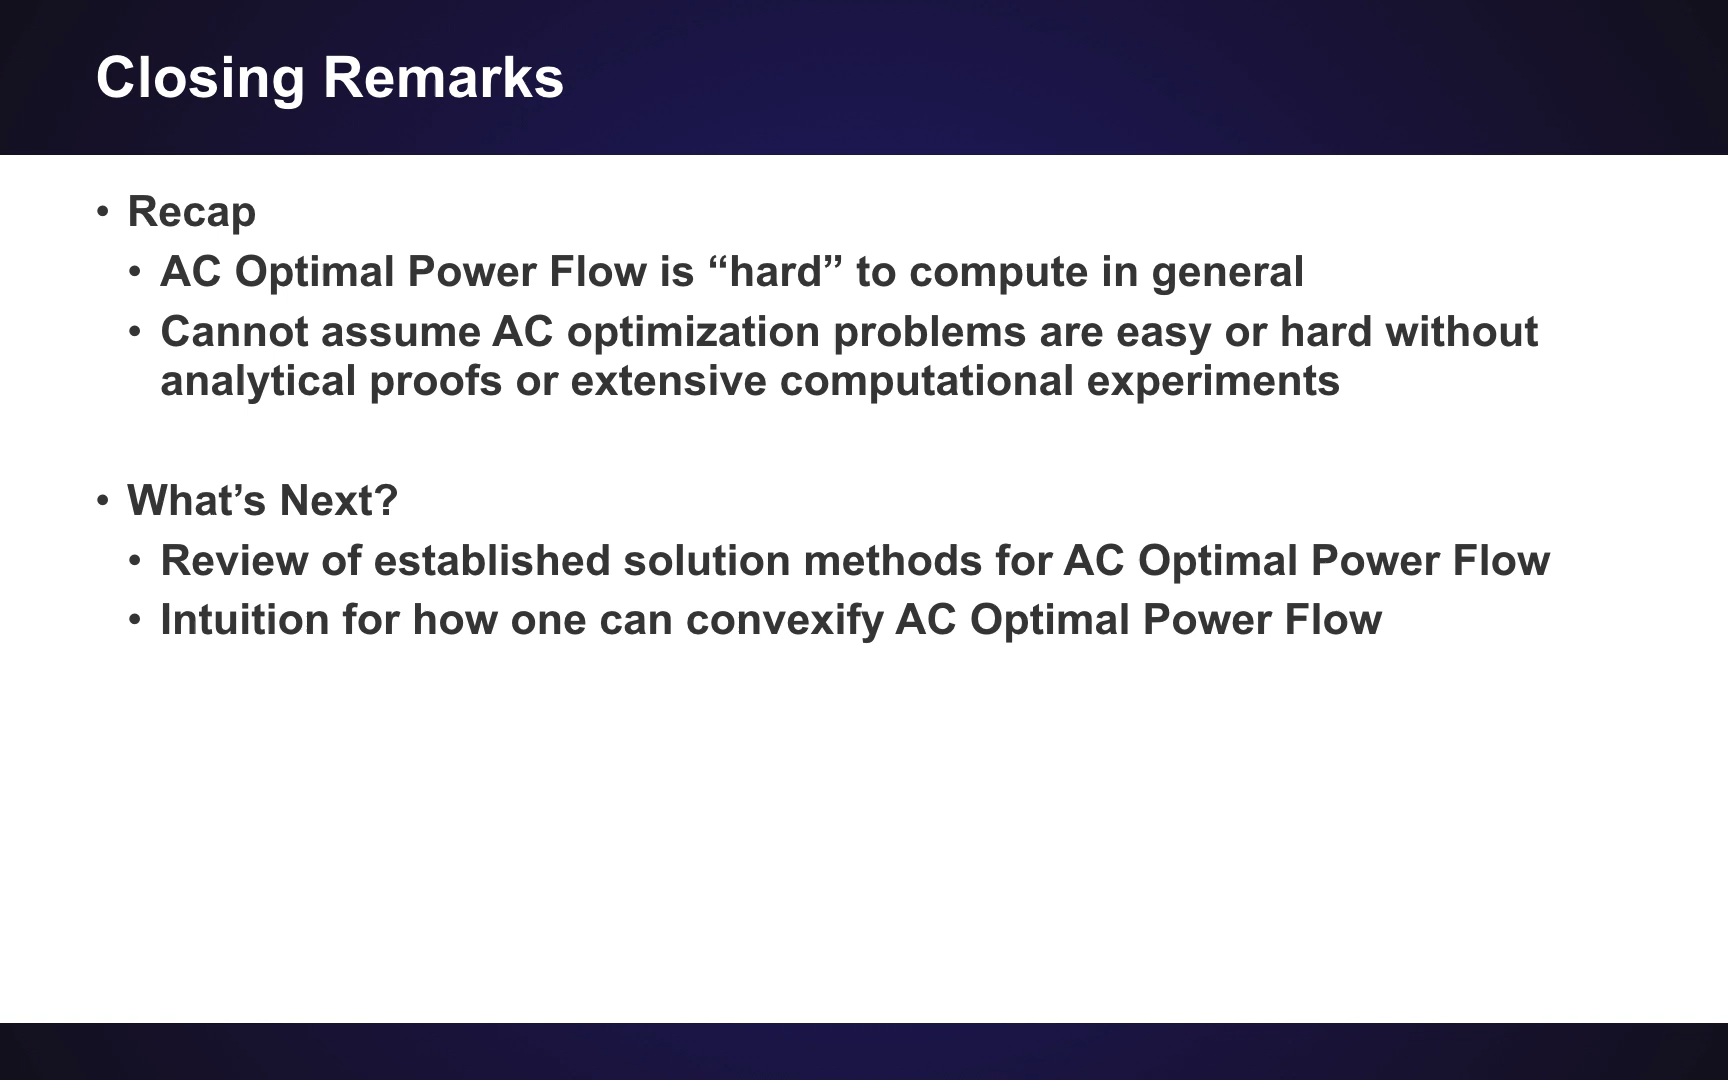 Closing Remarks
• Recap
• AC Optimal Power Flow is “hard” to compute in general
• Cannot assume AC optimization problems are easy or hard without
analytical proofs or extensive computational experiments
• What’s Next?
• Review of established solution methods for AC Optimal Power Flow
• Intuition for how one can convexify AC Optimal Power Flow